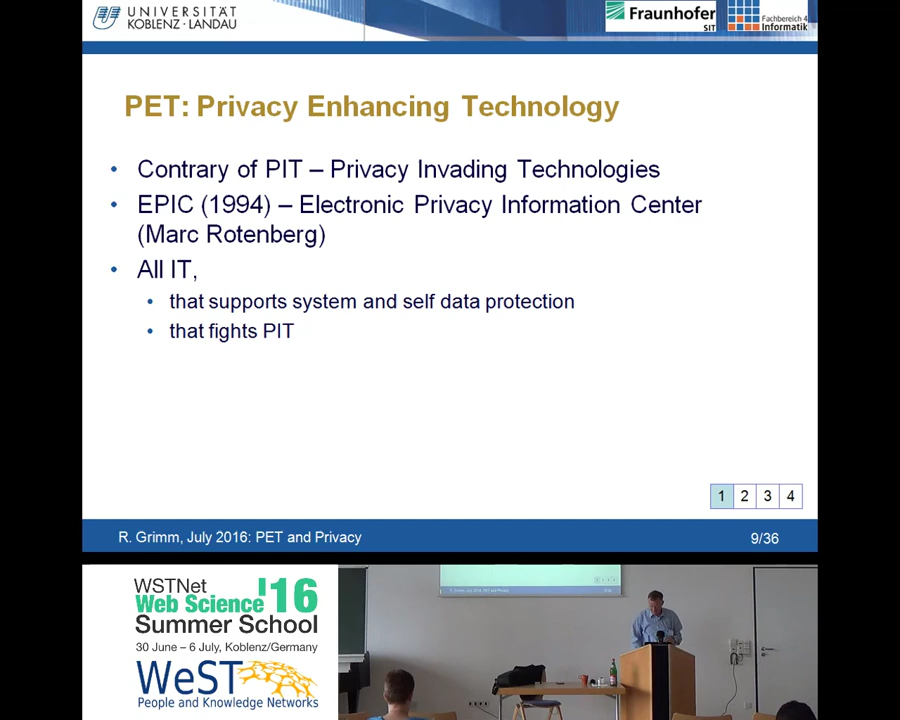 UNIVERSITÄT
KOBLENZ · LANDAU
Fraunhofer
SIT
Fachbereich 4
Informatik
PET: Privacy Enhancing Technology
• Contrary of PIT – Privacy Invading Technologies
• EPIC (1994) – Electronic Privacy Information Center
(Marc Rotenberg)
• All IT,
• that supports system and self data protection
• that fights PIT
1 2 3 4
R. Grimm, July 2016: PET and Privacy
9/36
WSTNet
Web Science '16
Summer School
30 June – 6 July, Koblenz/Germany
WeST
People and Knowledge Networks